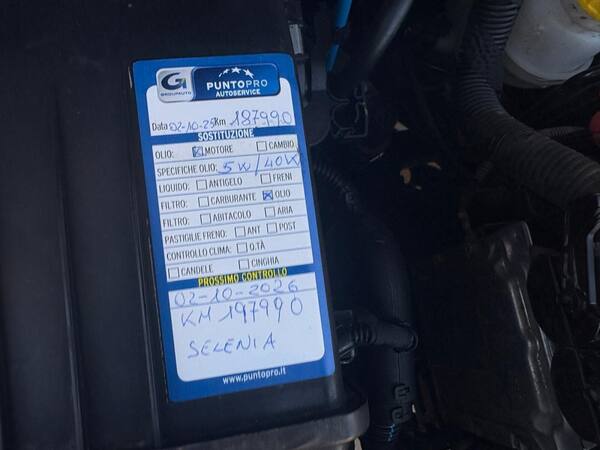 G
GROUPAUTO
PUNTOPRO
AUTOSERVICE
Data 02-10-25 Km 187990
SOSTITUZIONE
OLIO: MOTORE CAMBIO
SPECIFICHE OLIO: 5W/40W
LIQUIDO: ANTIGELO FRENI
FILTRO: CARBURANTE OLIO
FILTRO: ABITACOLO ARIA
PASTIGLIE FRENO: ANT POST
CONTROLLO CLIMA: Q.TÀ
CANDELE CINGHIA
PROSSIMO CONTROLLO
02-10-2026
KM 197990
SELENIA
www.puntopro.it